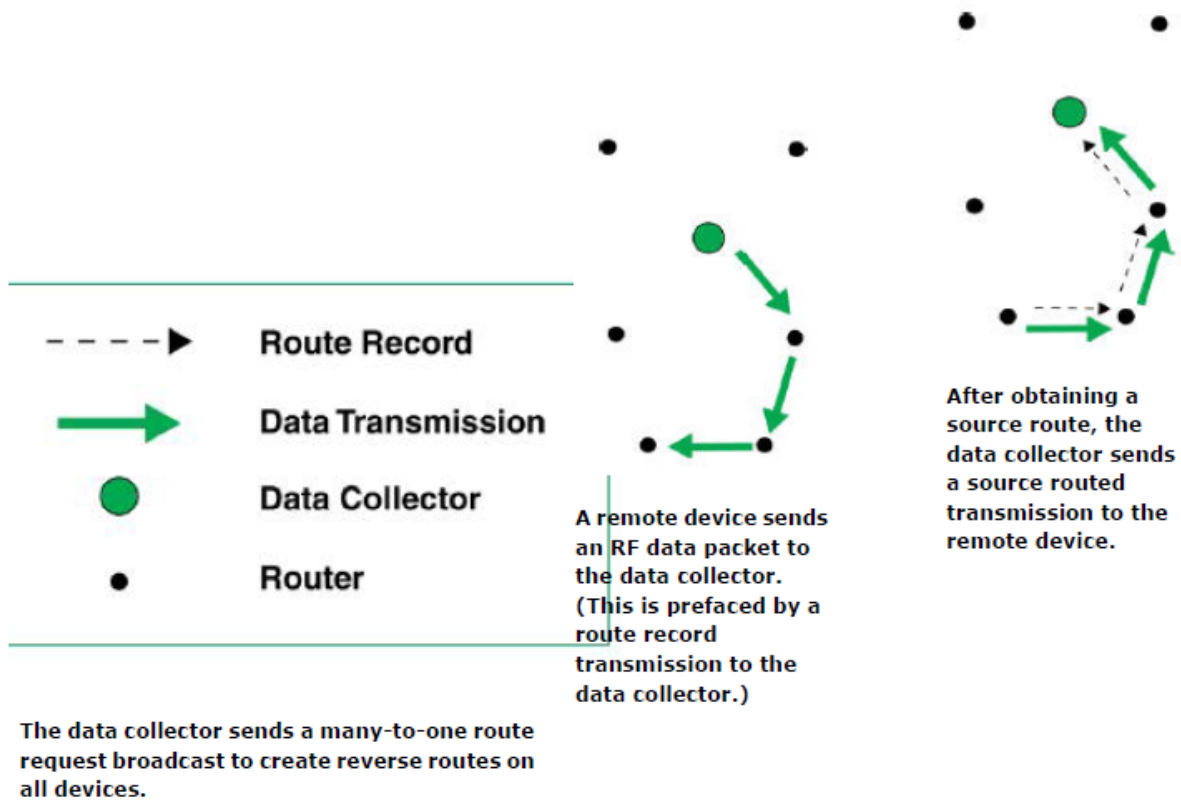 Route Record
Data Transmission
Data Collector
Router
The data collector sends a many-to-one route
request broadcast to create reverse routes on
all devices.
A remote device sends
an RF data packet to
the data collector.
(This is prefaced by a
route record
transmission to the
data collector.)
After obtaining a
source route, the
data collector sends
a source routed
transmission to the
remote device.